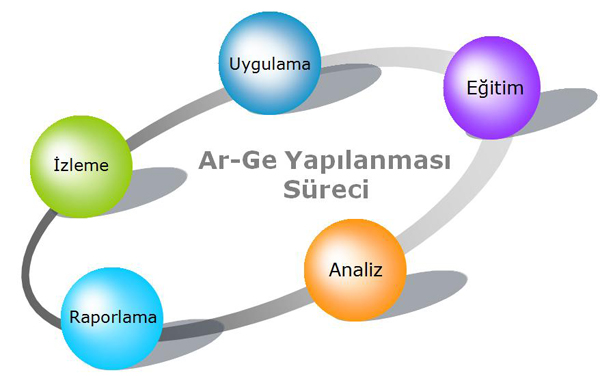 Uygulama
Eğitim
Ar-Ge Yapılanması
Süreci
İzleme
Analiz
Raporlama